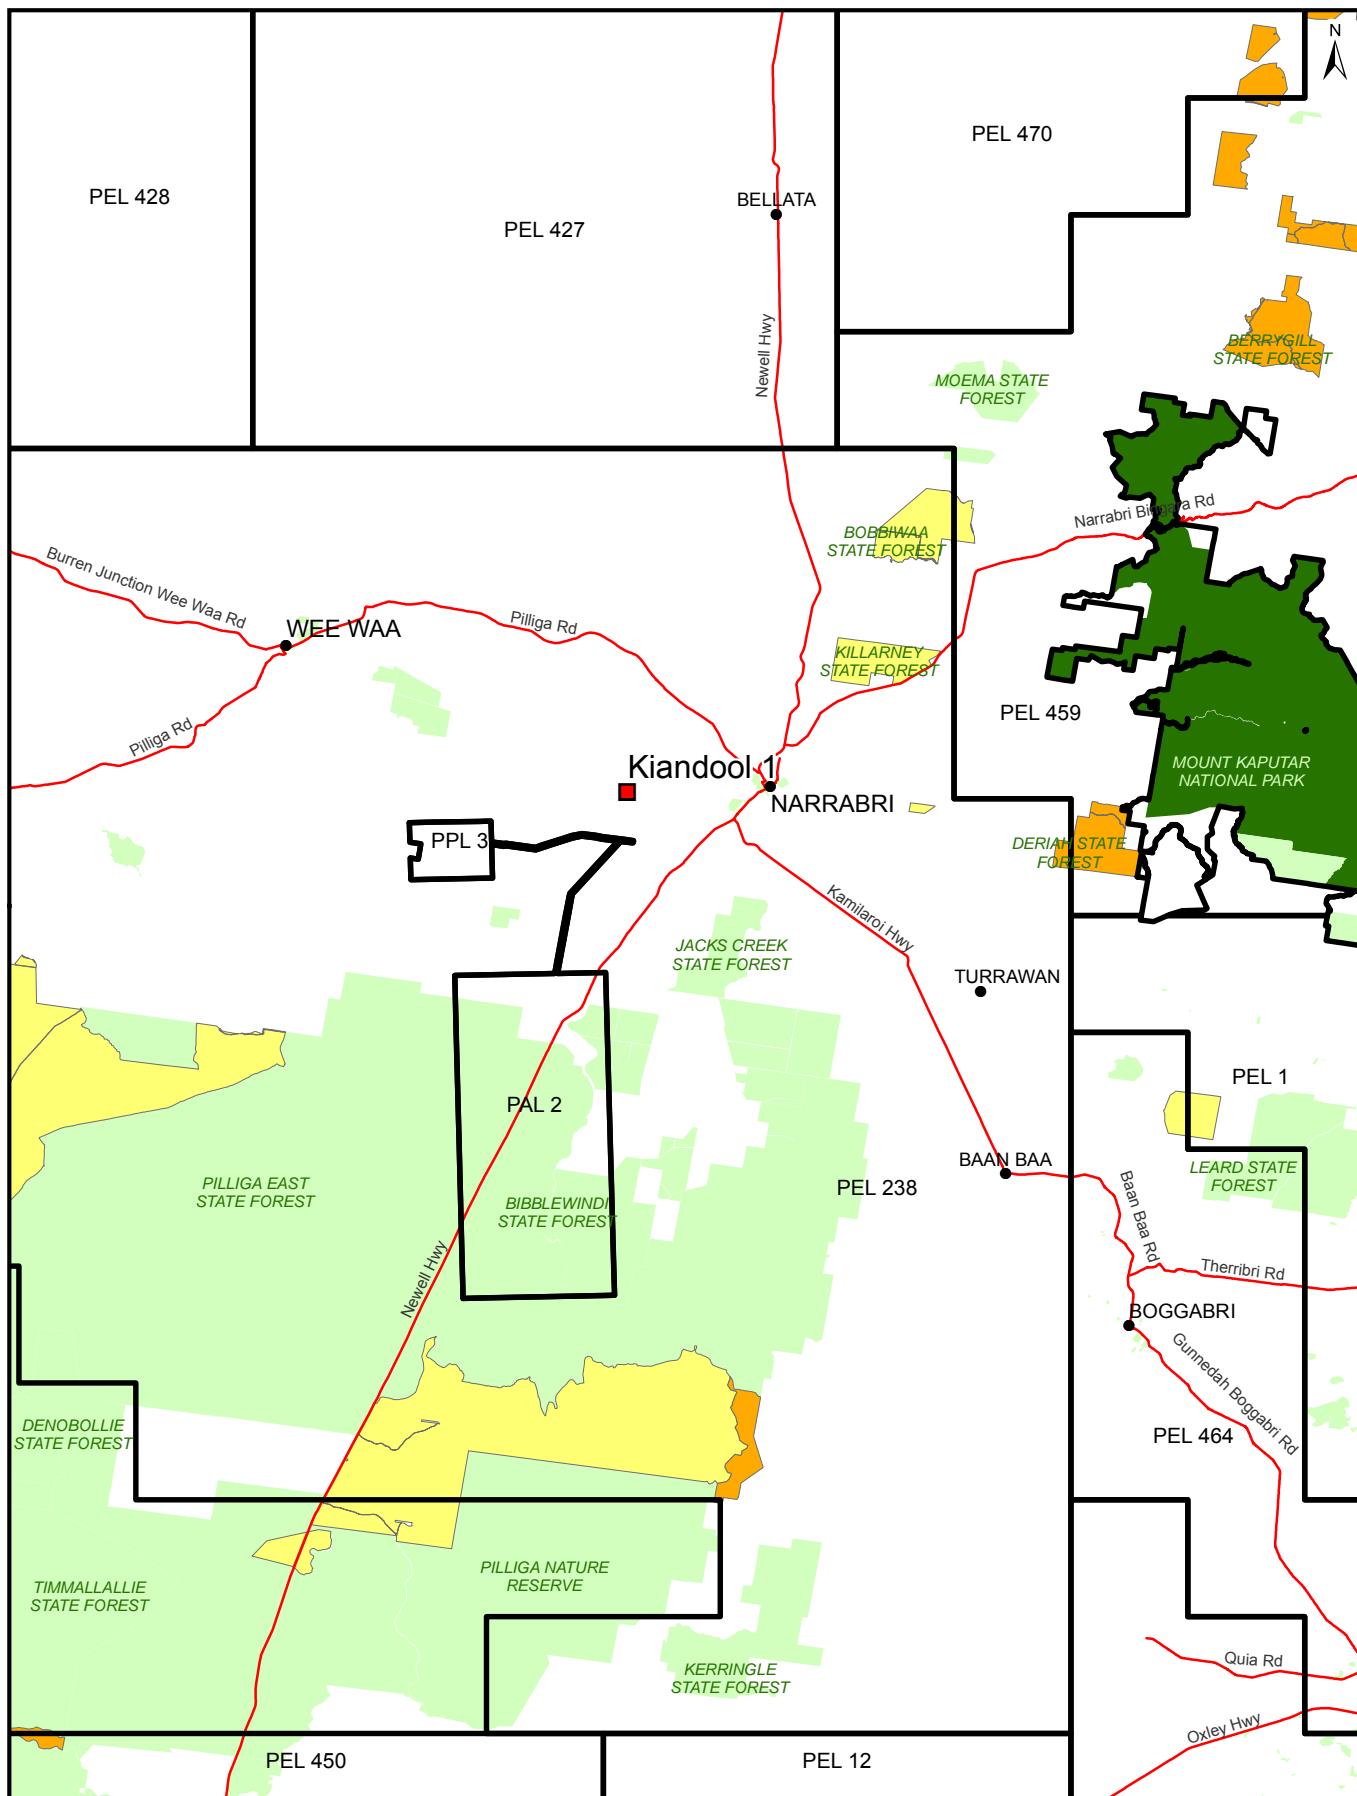 N
PEL 470
PEL 428
BELLATA
PEL 427
Newell Hwy
BERRYGILL
STATE FOREST
MOEMA STATE
FOREST
Narrabri Bingara Rd
BOBBIWAA
STATE FOREST
Burren Junction Wee Waa Rd
WEE WAA
Pilliga Rd
KILLARNEY
STATE FOREST
PEL 459
Pilliga Rd
Kiandool 1
MOUNT KAPUTAR
NATIONAL PARK
NARRABRI
PPL 3
DERIAH STATE
FOREST
Kamilaroi Hwy
JACKS CREEK
STATE FOREST
TURRAWAN
PEL 1
PAL 2
BAAN BAA
LEARD STATE
FOREST
PILLIGA EAST
STATE FOREST
PEL 238
BIBBLEWINDI
STATE FOREST
Baan Baa Rd
Newell Hwy
Therribri Rd
BOGGABRI
Gunnedah Boggabri Rd
DENOBOLLIE
STATE FOREST
PEL 464
PILLIGA NATURE
RESERVE
TIMMALLALLIE
STATE FOREST
Quia Rd
KERRINGLE
STATE FOREST
Oxley Hwy
PEL 450
PEL 12